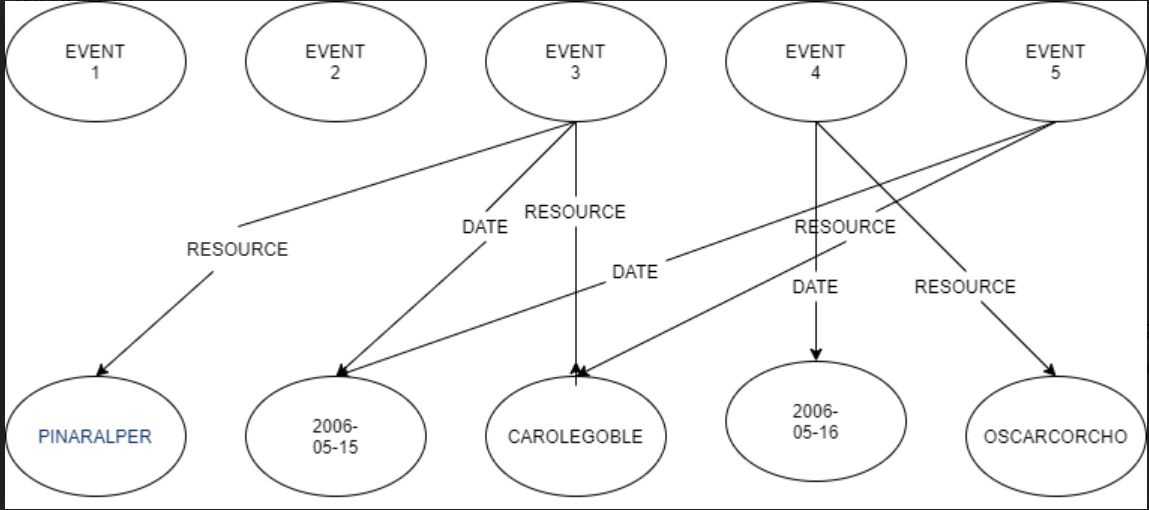 EVENT
1
EVENT
2
EVENT
3
EVENT
4
EVENT
5
RESOURCE
DATE
RESOURCE
DATE
RESOURCE
DATE
RESOURCE
PINARALPER
2006-
05-15
CAROLEGOBLE
2006-
05-16
OSCARCORCHO